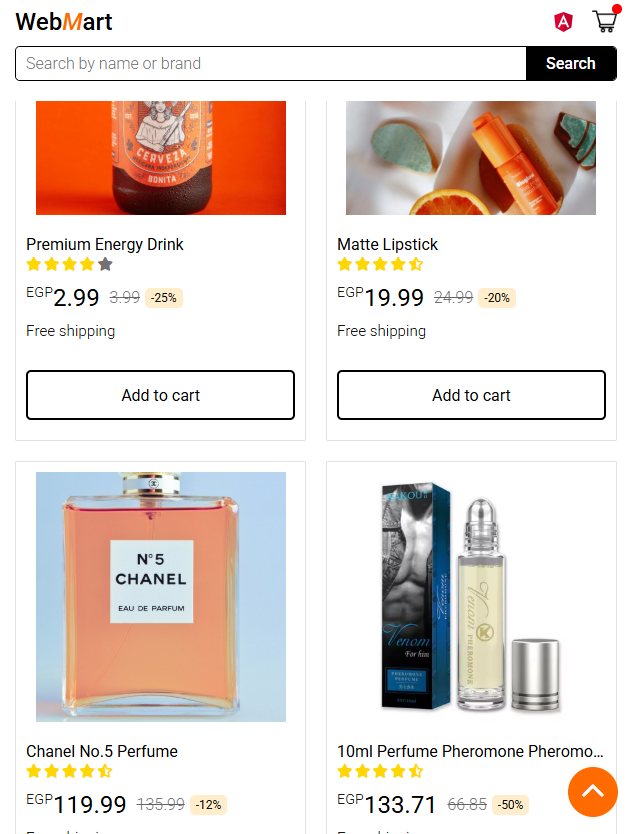 WebMart
Search by name or brand
Search
CERVEZA
BONITA
Premium Energy Drink
EGP2.99 3.99 -25%
Free shipping
Add to cart
Matte Lipstick
EGP19.99 24.99 -20%
Free shipping
Add to cart
N°5
CHANEL
EAU DE PARFUM
Chanel No.5 Perfume
EGP119.99 135.99 -12%
Venom
For him
PHEROMONE
PERFUME
Venom
PHEROMONE
10ml Perfume Pheromone Pheromo...
EGP133.71 66.85 -50%